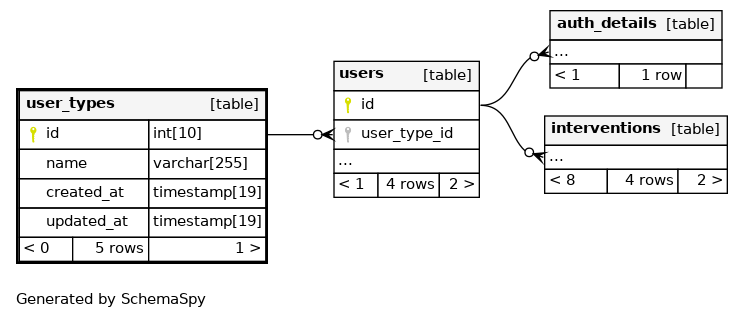 user_types [table]
id int[10]
name varchar[255]
created_at timestamp[19]
updated_at timestamp[19]
< 0 5 rows 1 >
users [table]
id
user_type_id
...
< 1 4 rows 2 >
auth_details [table]
...
< 1 1 row
interventions [table]
...
< 8 4 rows 2 >
Generated by SchemaSpy